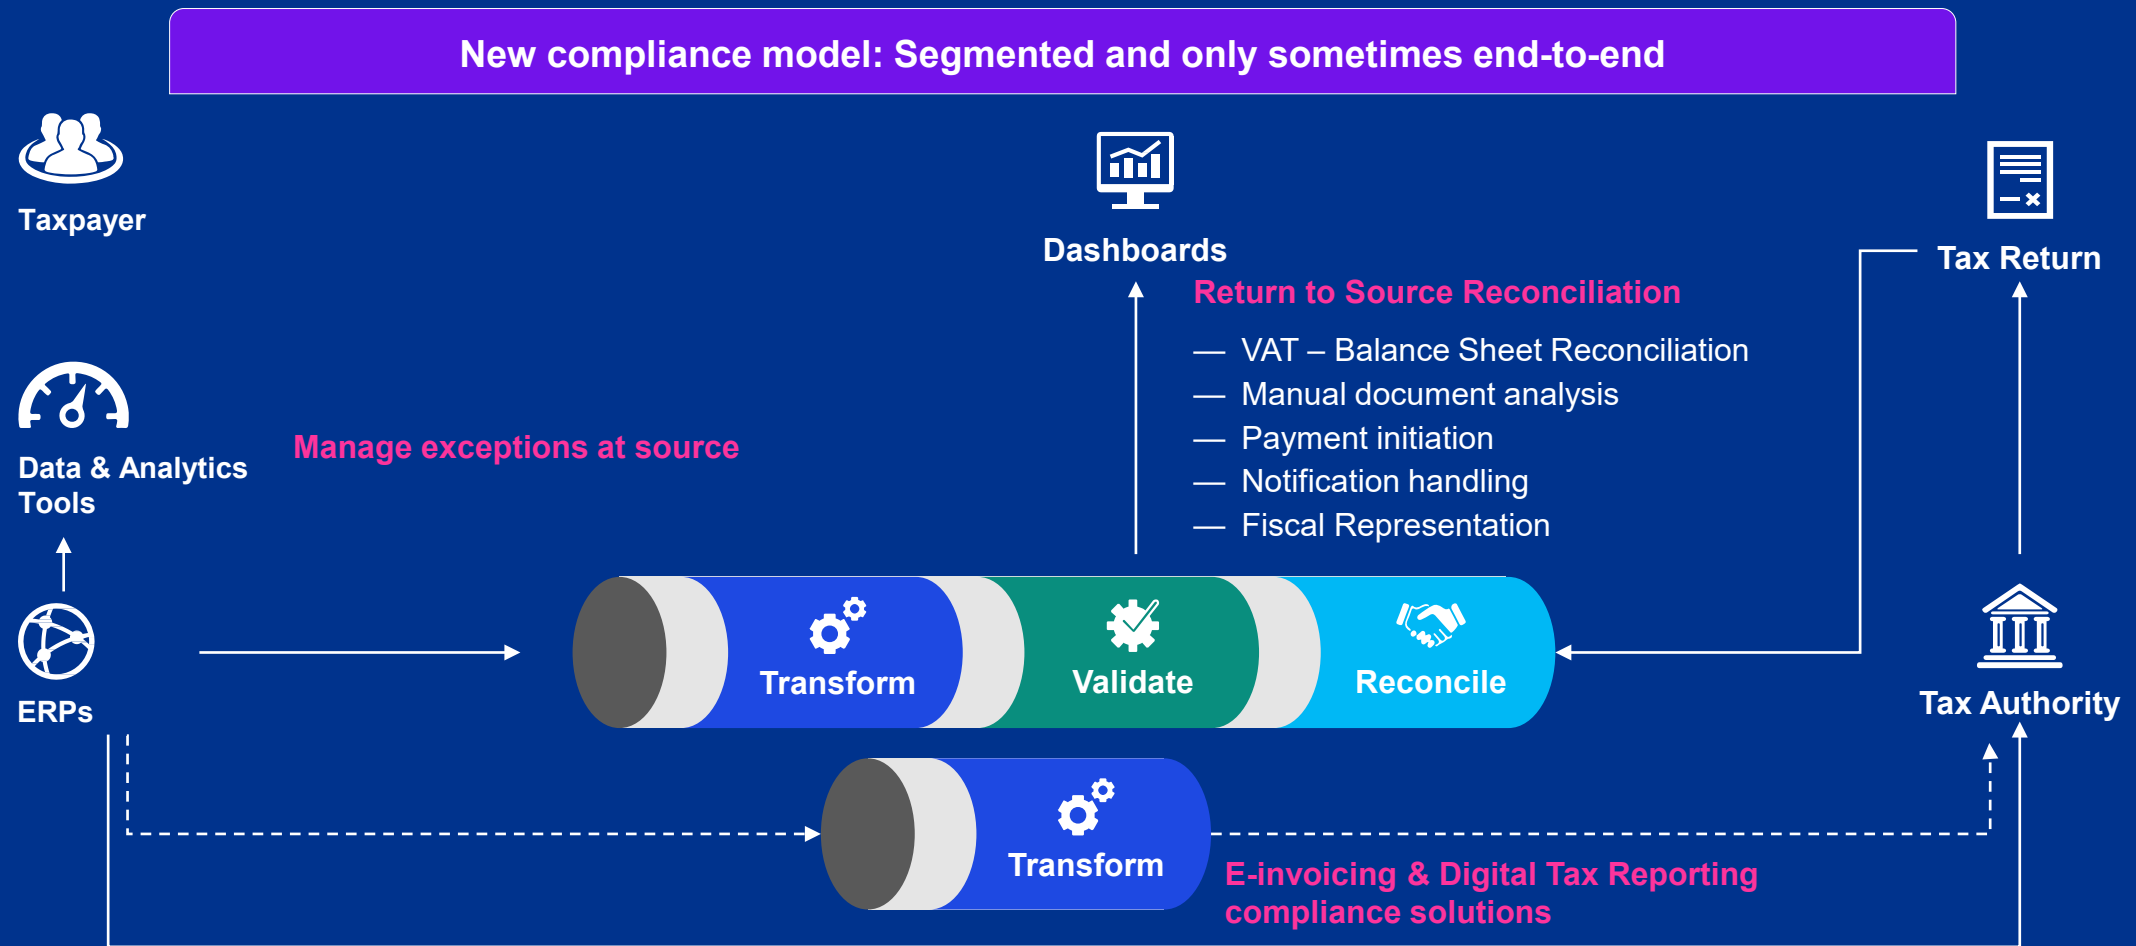 New compliance model: Segmented and only sometimes end-to-end
Taxpayer
Dashboards
Tax Return
Return to Source Reconciliation
— VAT – Balance Sheet Reconciliation
— Manual document analysis
— Payment initiation
— Notification handling
— Fiscal Representation
Manage exceptions at source
Data & Analytics
Tools
ERPs
Transform
Validate
Reconcile
Tax Authority
Transform
E-invoicing & Digital Tax Reporting
compliance solutions